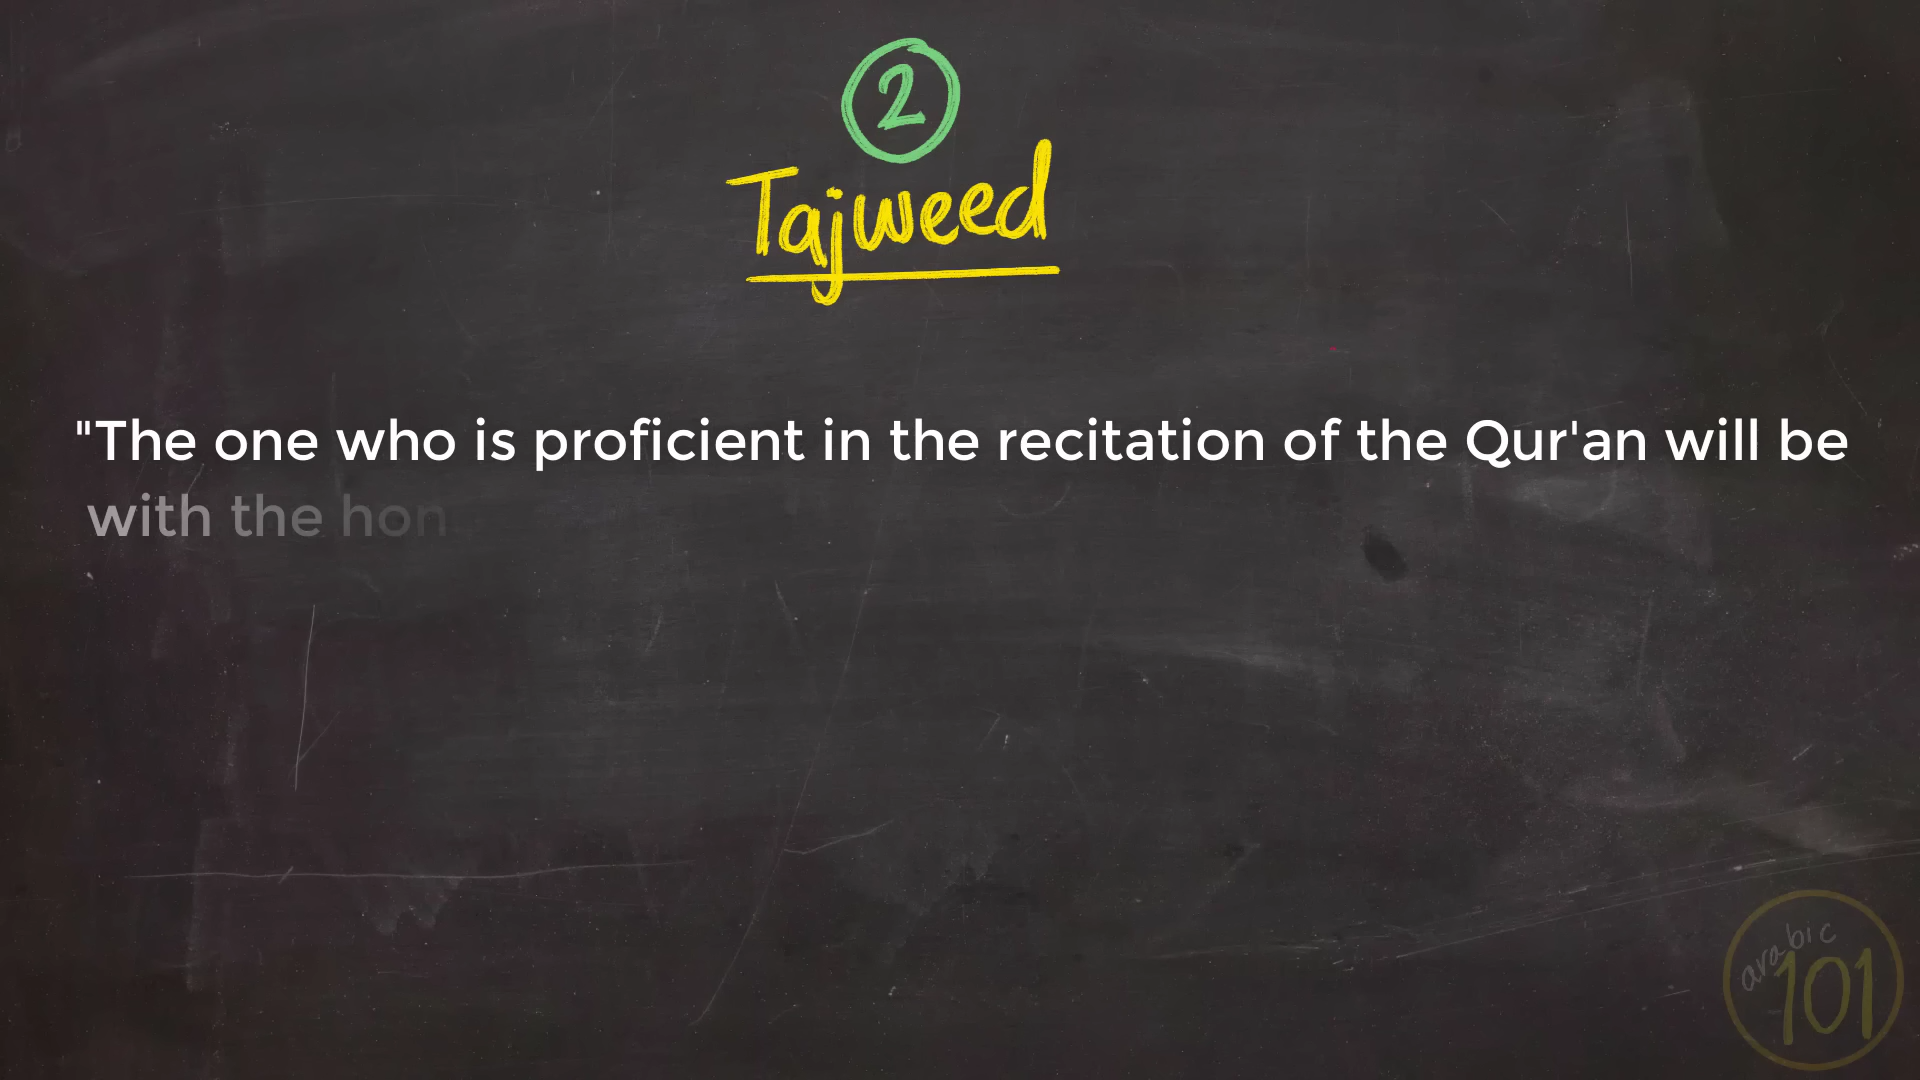 2
Tajweed
"The one who is proficient in the recitation of the Qur'an will be
with the hon
arabic
101